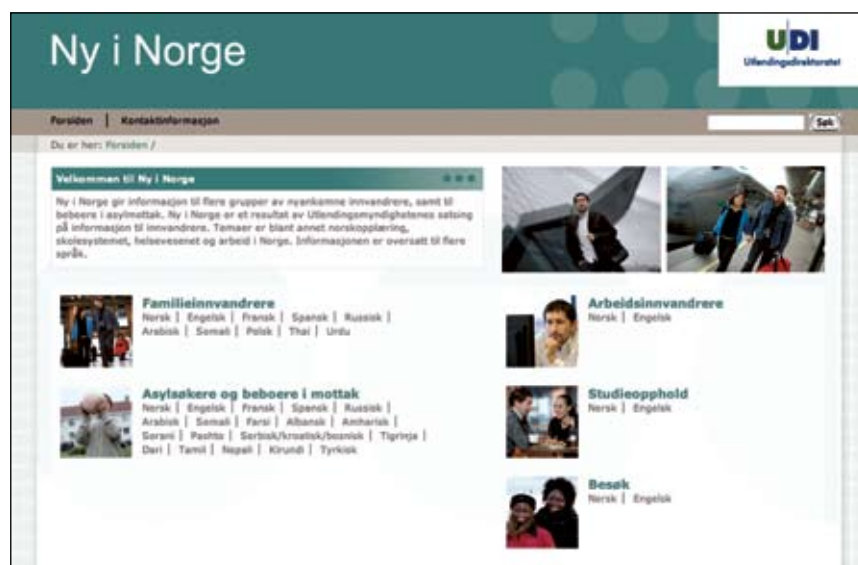 Ny i Norge
UDI
Utlendingsdirektoratet
Forsiden | Kontaktinformasjon
Søk
Du er her: Forsiden /
Velkommen til Ny i Norge
Ny i Norge gir informasjon til flere grupper av nyankomne innvandrere, samt til
beboere i asylmottak. Ny i Norge er et resultat av Utlendingsmyndighetenes satsing
på informasjon til innvandrere. Temaer er blant annet norskopplæring,
skolesystemet, helsevesenet og arbeid i Norge. Informasjonen er oversatt til flere
språk.
Familieinnvandrere
Norsk | Engelsk | Fransk | Spansk | Russisk |
Arabisk | Somali | Polsk | Thai | Urdu
Asylsøkere og beboere i mottak
Norsk | Engelsk | Fransk | Spansk | Russisk |
Arabisk | Somali | Farsi | Albansk | Amharisk |
Sorani | Pashto | Serbisk/kroatisk/bosnisk | Tigrinja |
Dari | Tamil | Nepali | Kirundi | Tyrkisk
Arbeidsinnvandrere
Norsk | Engelsk
Studieopphold
Norsk | Engelsk
Besøk
Norsk | Engelsk